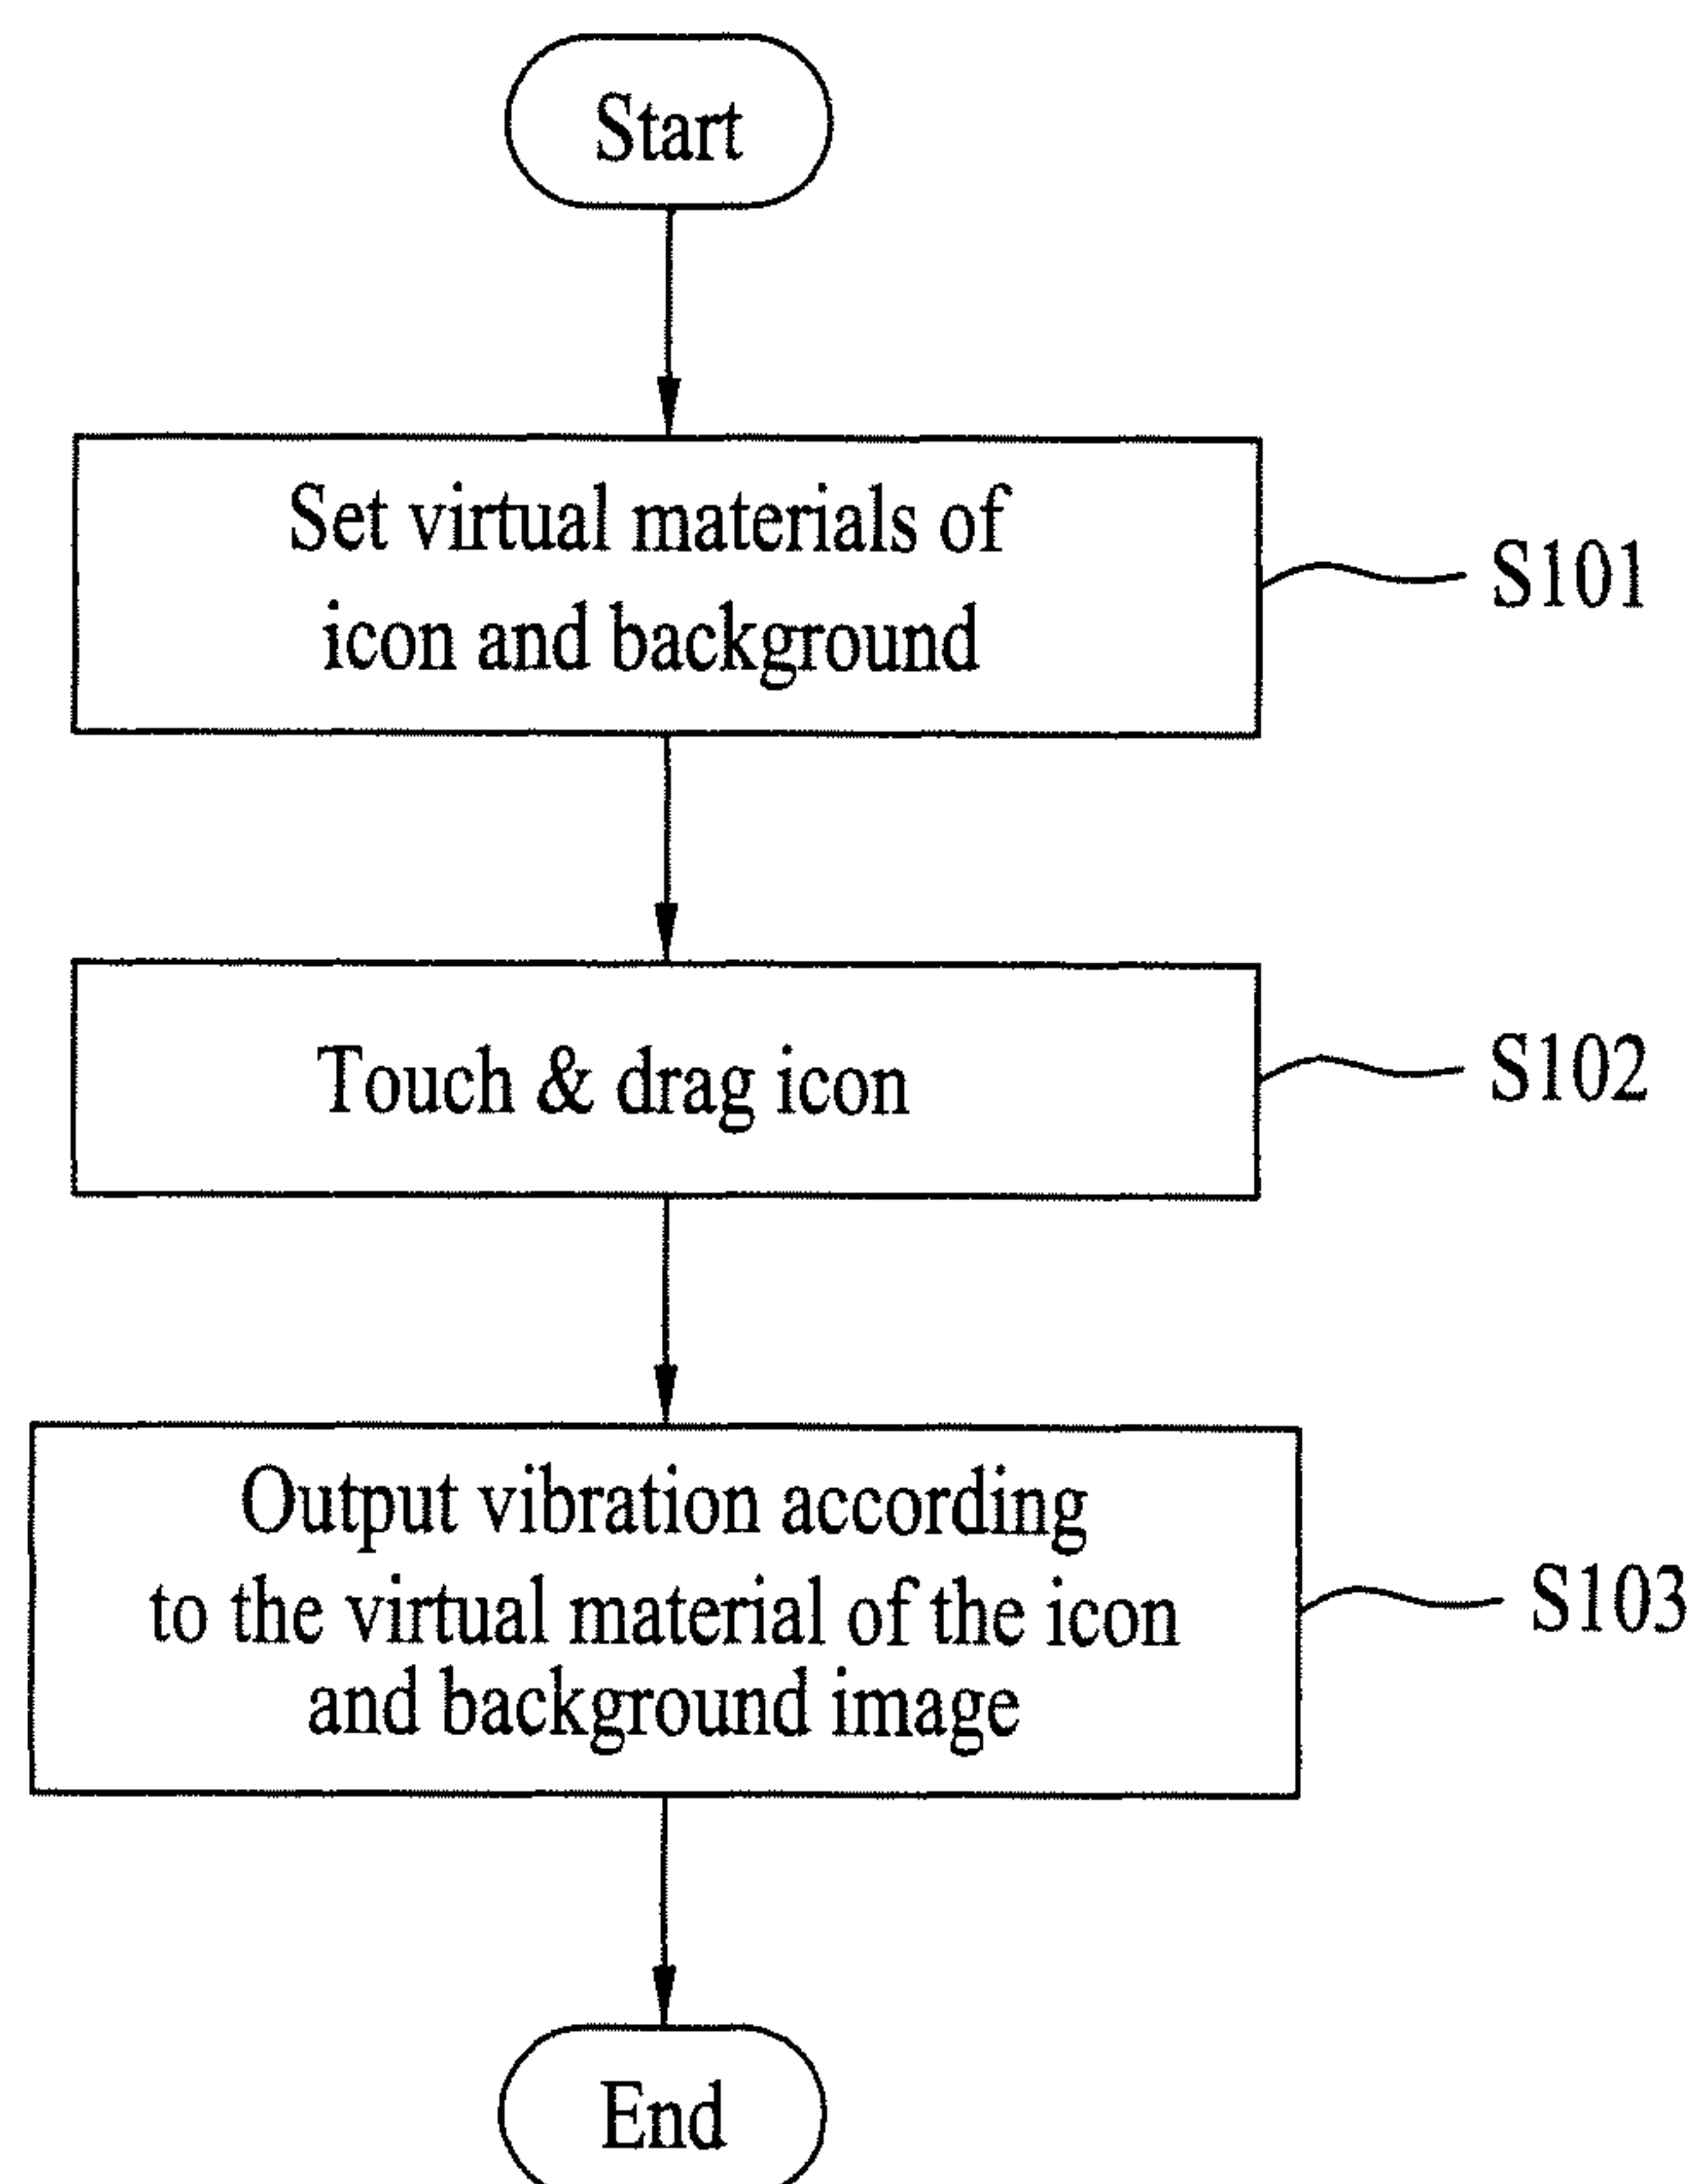 Start
Set virtual materials of
icon and background
S101
Touch & drag icon
S102
Output vibration according
to the virtual material of the icon
and background image
S103
End